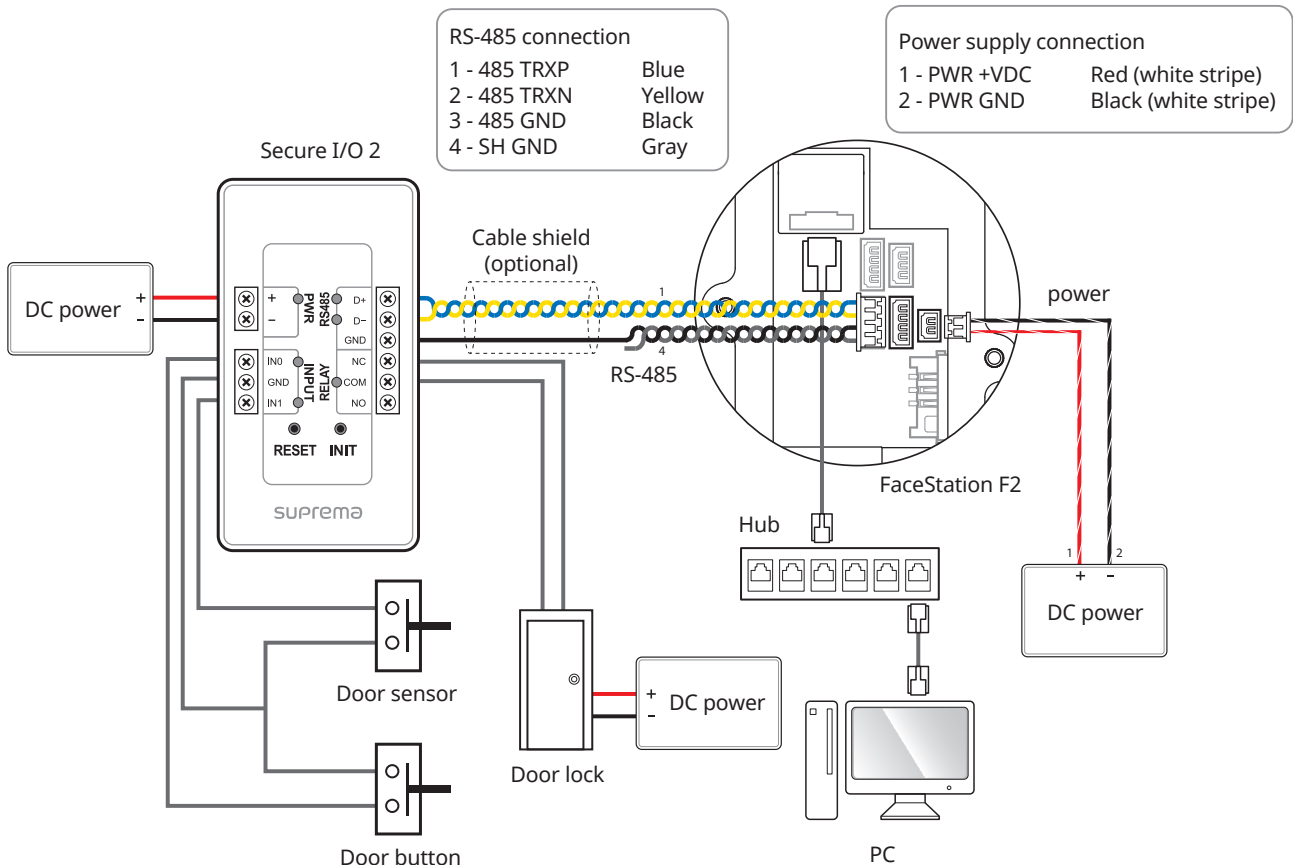 RS-485 connection
1 - 485 TRXP Blue
2 - 485 TRXN Yellow
3 - 485 GND Black
4 - SH GND Gray
Power supply connection
1 - PWR +VDC Red (white stripe)
2 - PWR GND Black (white stripe)
Secure I/O 2
Cable shield
(optional)
DC power
+
-
+
-
PWR
RS485
D+
D-
GND
IN0
GND
IN1
INPUT
RELAY
NC
COM
NO
RESET INIT
suprema
1
4
RS-485
power
FaceStation F2
Hub
1
2
+
-
DC power
Door sensor
+
-
DC power
Door lock
Door button
PC